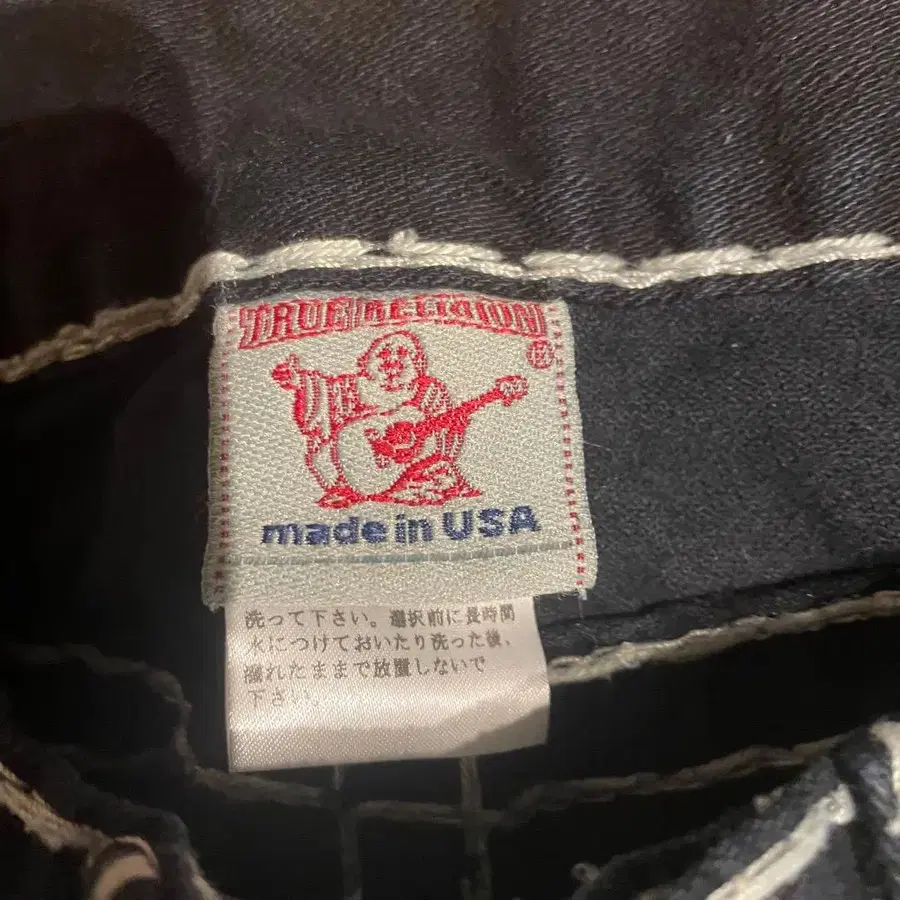 TRUE RELIGION
®
made in USA
洗って下さい。選択前に長時間
水につけておいたり洗った後、
濡れたままで放置しないで
下さい。